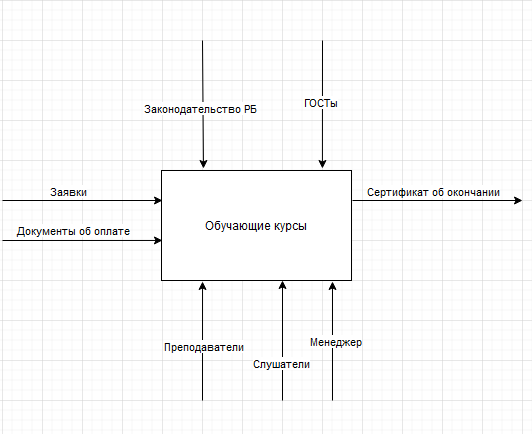 Законодательство РБ
ГОСТы
Заявки
Сертификат об окончании
Документы об оплате
Обучающие курсы
Преподаватели
Слушатели
Менеджер